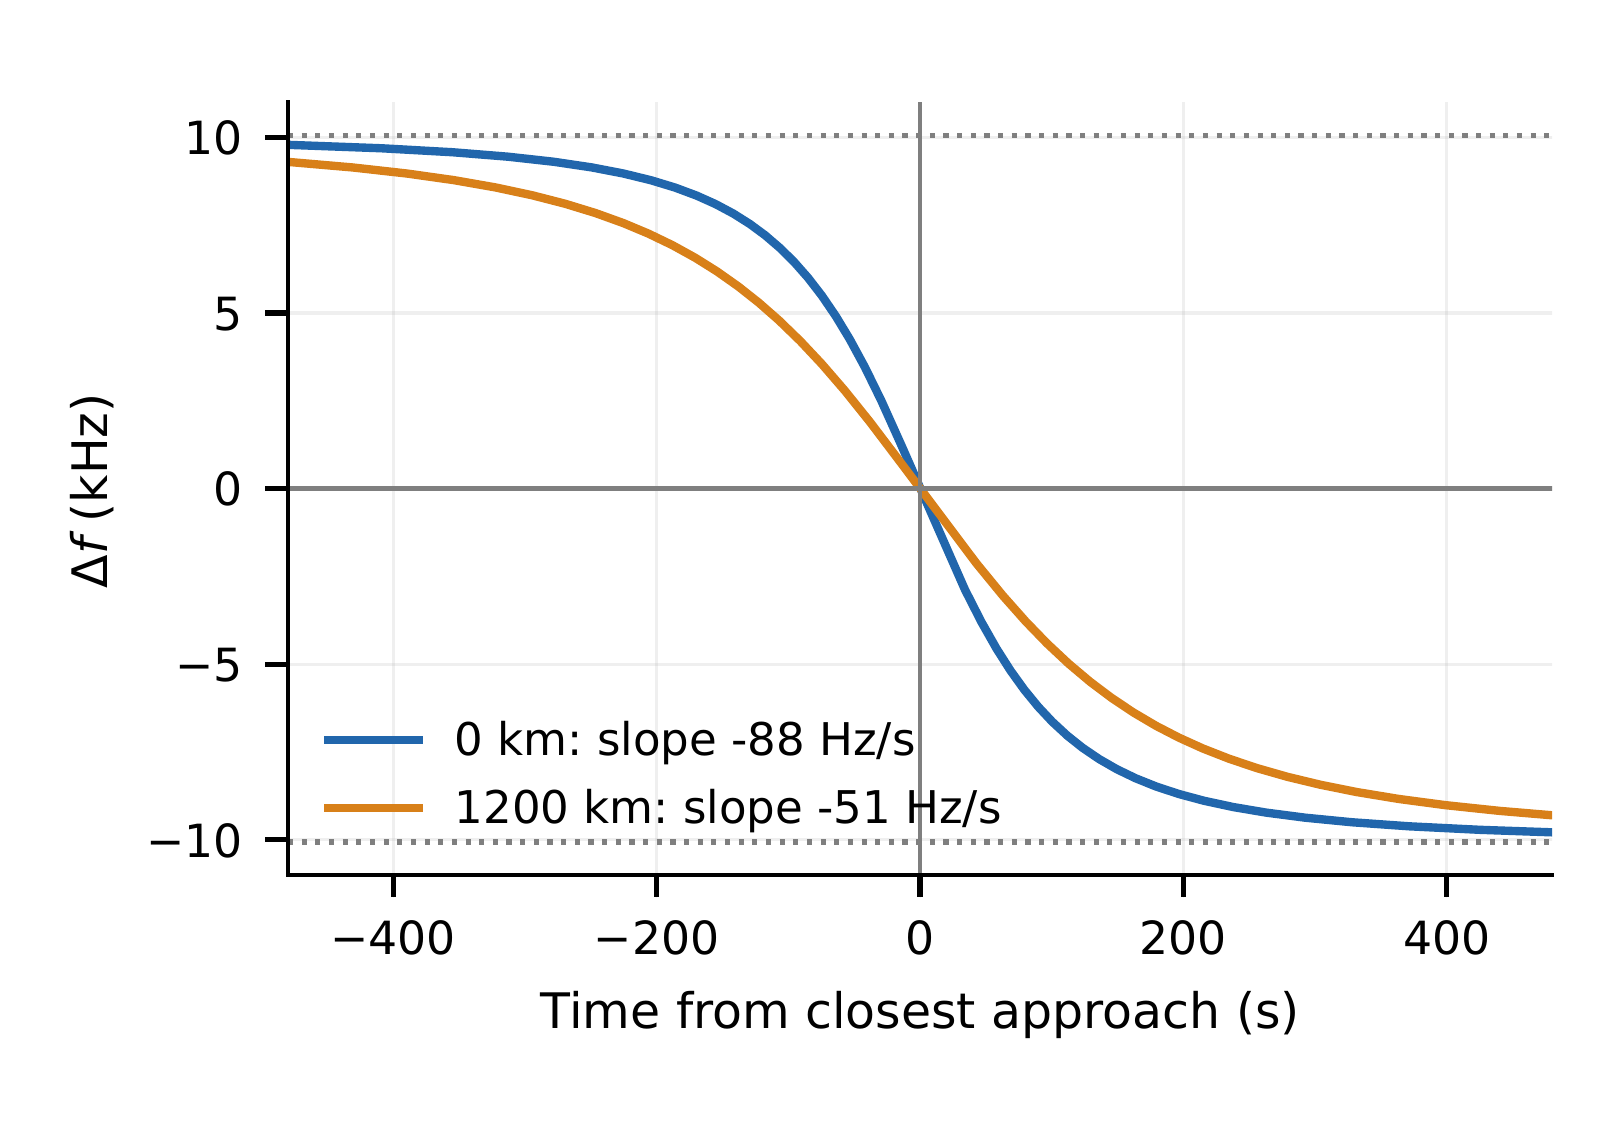 10
5
0
−5
−10
Δf (kHz)
0 km: slope -88 Hz/s
1200 km: slope -51 Hz/s
−400
−200
0
200
400
Time from closest approach (s)